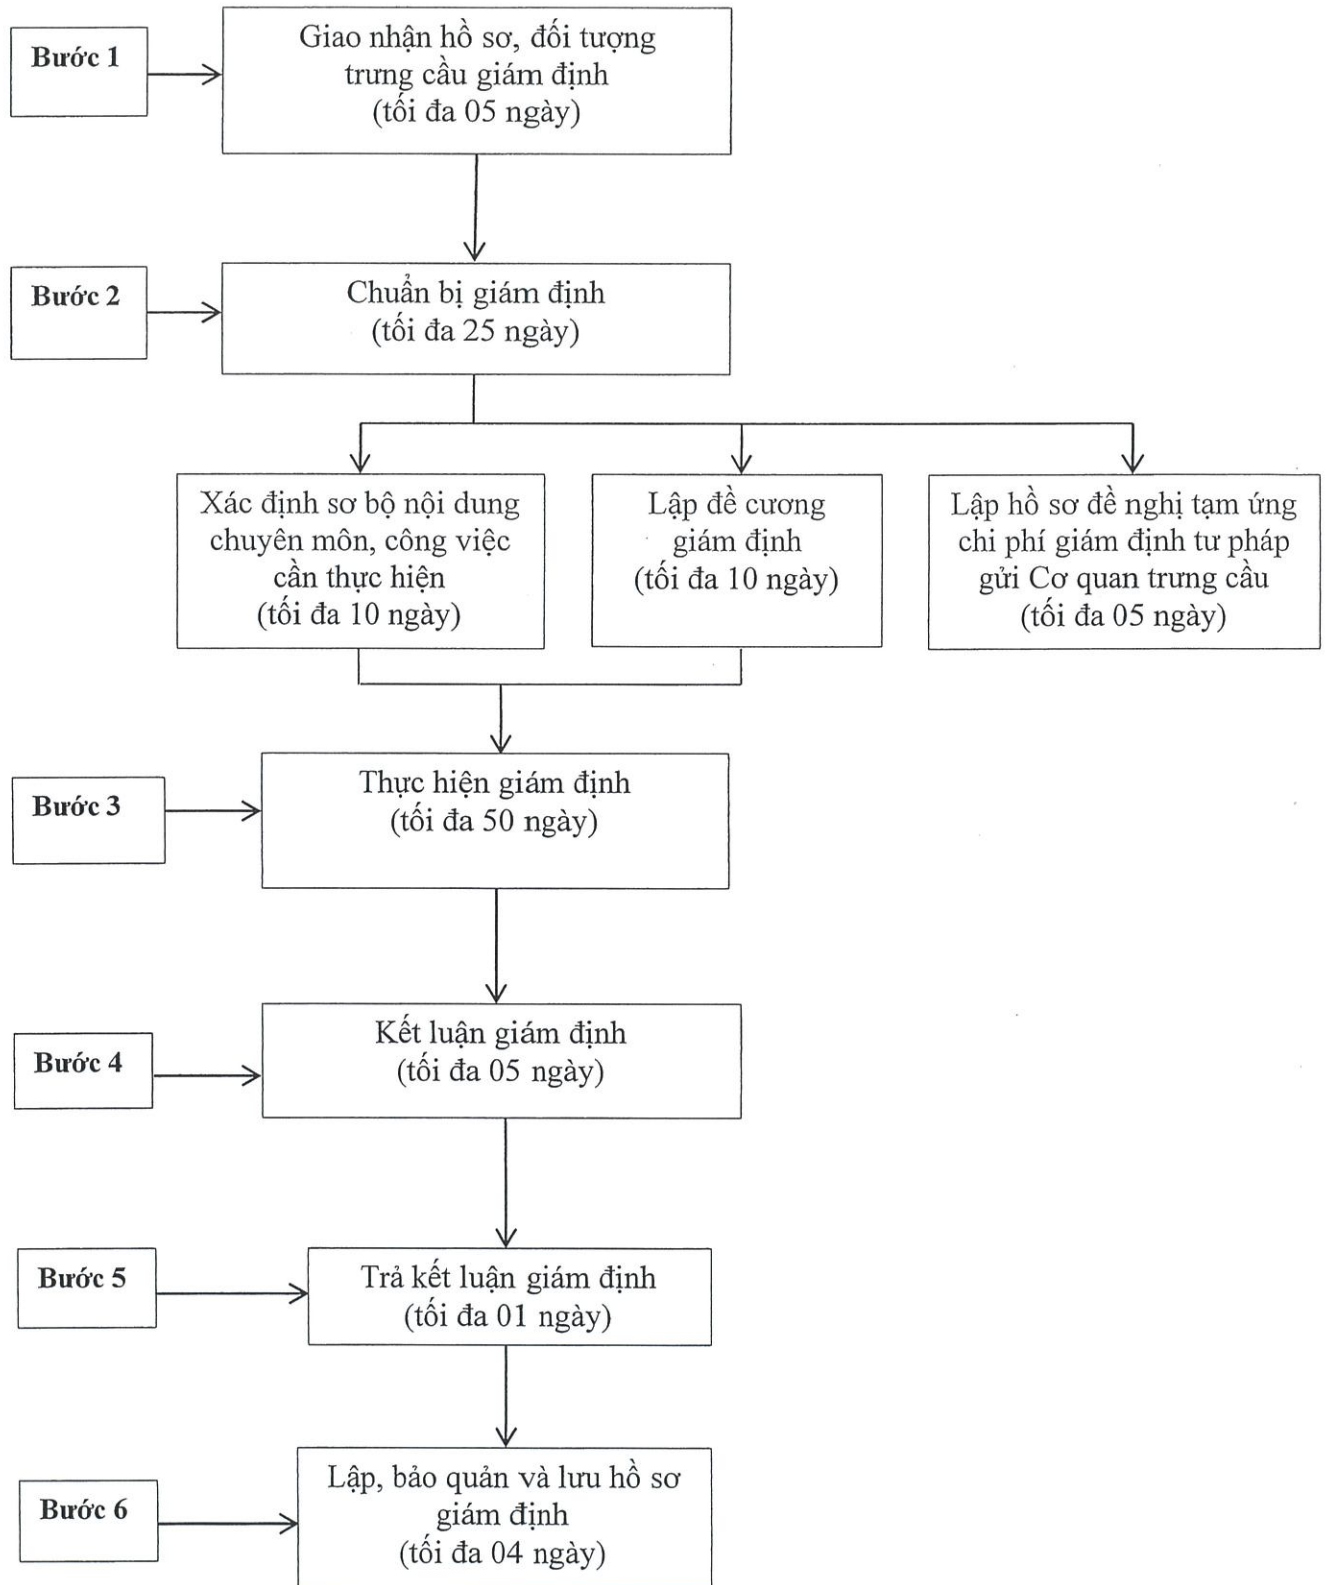 Bước 1
Giao nhận hồ sơ, đối tượng
trưng cầu giám định
(tối đa 05 ngày)
Bước 2
Chuẩn bị giám định
(tối đa 25 ngày)
Xác định sơ bộ nội dung
chuyên môn, công việc
cần thực hiện
(tối đa 10 ngày)
Lập đề cương
giám định
(tối đa 10 ngày)
Lập hồ sơ đề nghị tạm ứng
chi phí giám định tư pháp
gửi Cơ quan trưng cầu
(tối đa 05 ngày)
Bước 3
Thực hiện giám định
(tối đa 50 ngày)
Bước 4
Kết luận giám định
(tối đa 05 ngày)
Bước 5
Trả kết luận giám định
(tối đa 01 ngày)
Bước 6
Lập, bảo quản và lưu hồ sơ
giám định
(tối đa 04 ngày)